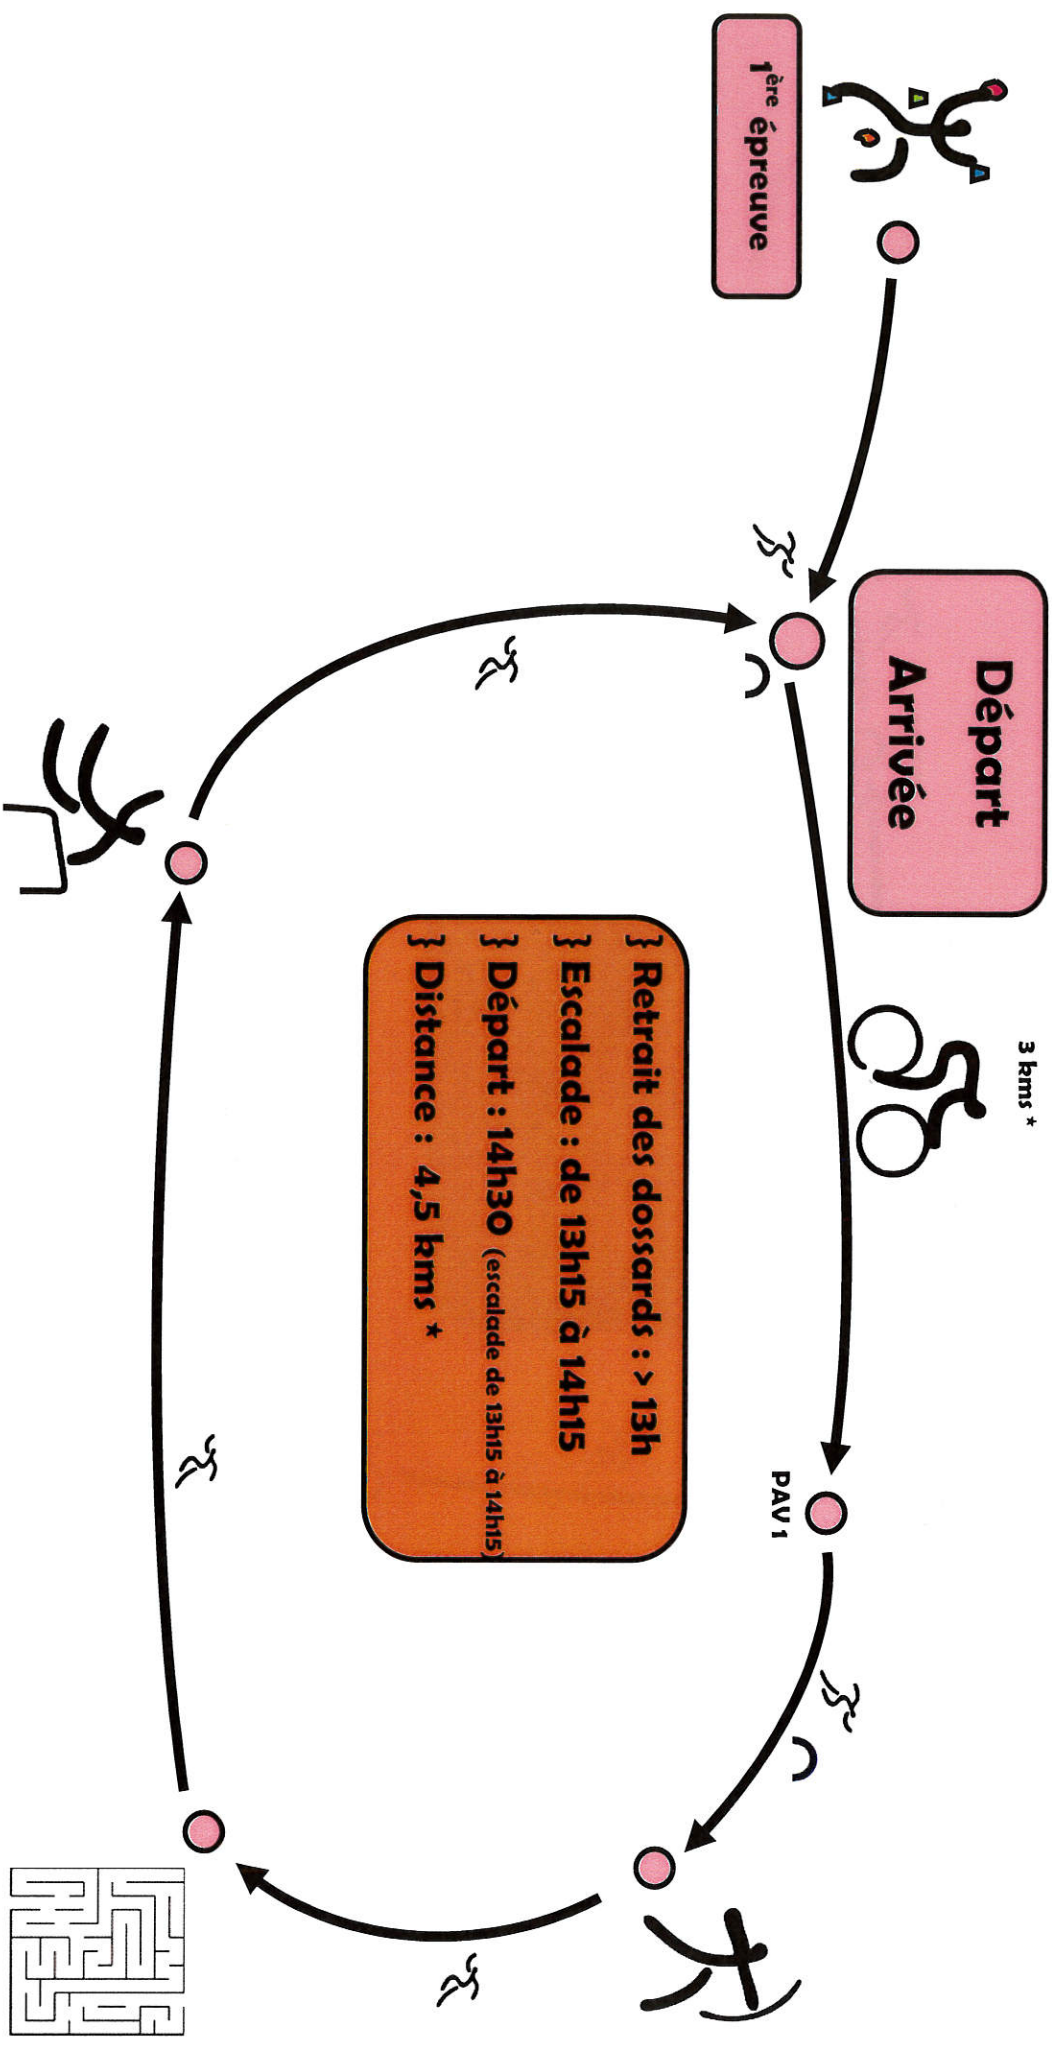 1ère épreuve
Départ
Arrivée
3 kms *
} Retrait des dossards : > 13h
} Escalade : de 13h15 à 14h15
} Départ : 14h30 (escalade de 13h15 à 14h15)
} Distance : 4,5 kms *
PAV 1